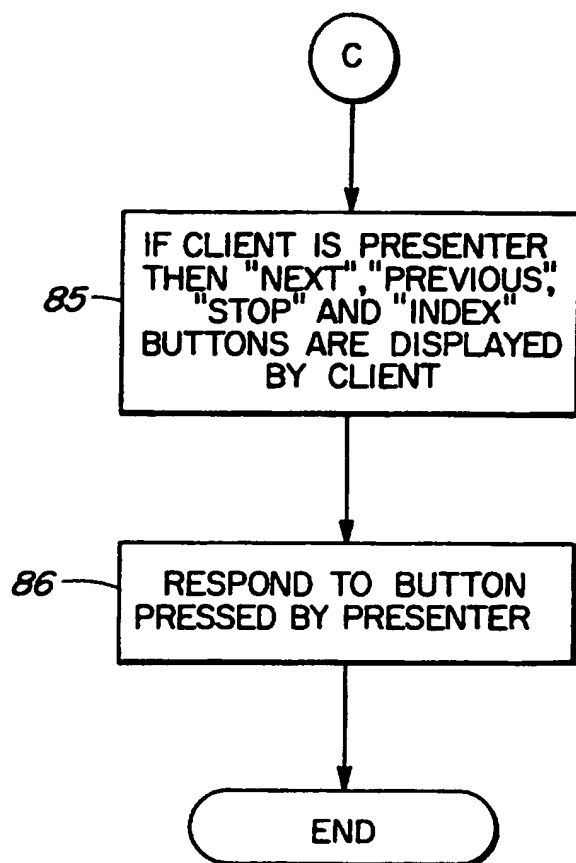 C
IF CLIENT IS PRESENTER
THEN "NEXT", "PREVIOUS",
85
"STOP" AND "INDEX"
BUTTONS ARE DISPLAYED
BY CLIENT
86
RESPOND TO BUTTON
PRESSED BY PRESENTER
END